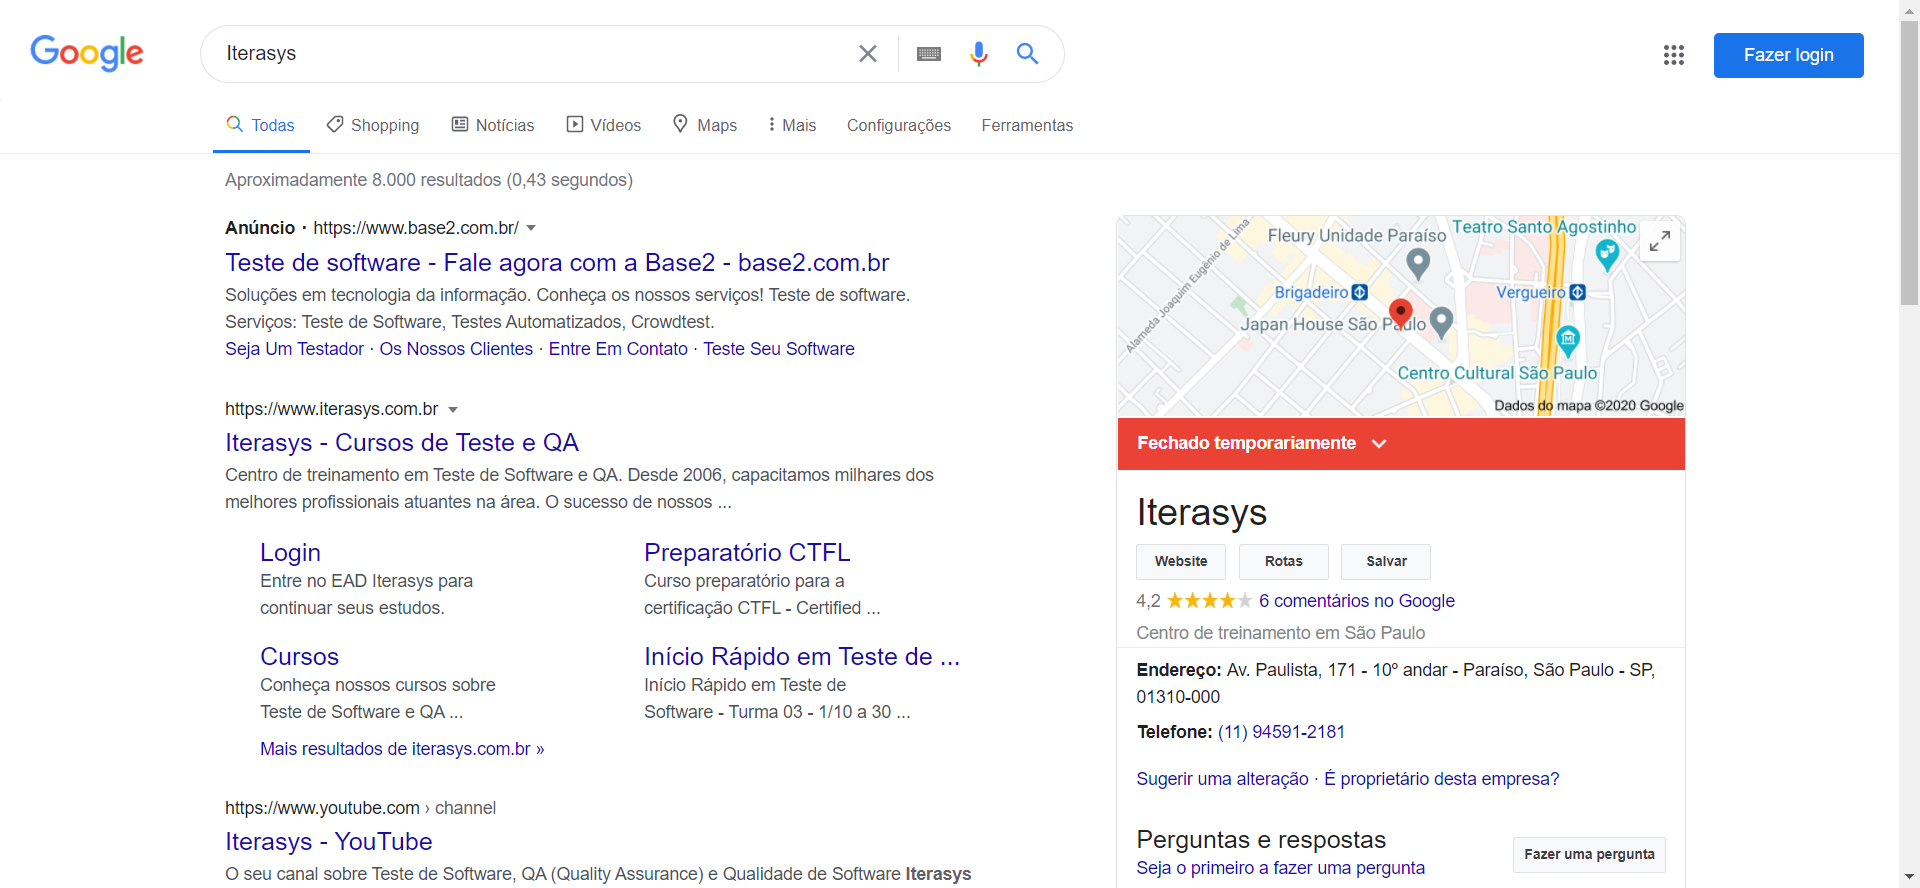 Google
Iterasys
Fazer login
Todas
Shopping
Notícias
Vídeos
Maps
Mais
Configurações
Ferramentas
Aproximadamente 8.000 resultados (0,43 segundos)
Anúncio · https://www.base2.com.br/
Teste de software - Fale agora com a Base2 - base2.com.br
Soluções em tecnologia da informação. Conheça os nossos serviços! Teste de software.
Serviços: Teste de Software, Testes Automatizados, Crowdtest.
Seja Um Testador · Os Nossos Clientes · Entre Em Contato · Teste Seu Software
https://www.iterasys.com.br
Iterasys - Cursos de Teste e QA
Centro de treinamento em Teste de Software e QA. Desde 2006, capacitamos milhares dos
melhores profissionais atuantes na área. O sucesso de nossos ...
Login
Entre no EAD Iterasys para
continuar seus estudos.
Preparatório CTFL
Curso preparatório para a
certificação CTFL - Certified ...
Cursos
Conheça nossos cursos sobre
Teste de Software e QA ...
Início Rápido em Teste de ...
Início Rápido em Teste de
Software - Turma 03 - 1/10 a 30 ...
Mais resultados de iterasys.com.br »
https://www.youtube.com › channel
Iterasys - YouTube
O seu canal sobre Teste de Software, QA (Quality Assurance) e Qualidade de Software Iterasys
Alameda Joaquim Eugênio de Lima
Fleury Unidade Paraíso
Teatro Santo Agostinho
Brigadeiro
Vergueiro
Japan House São Paulo
Centro Cultural São Paulo
Dados do mapa ©2020 Google
Fechado temporariamente
Iterasys
Website
Rotas
Salvar
4,2 6 comentários no Google
Centro de treinamento em São Paulo
Endereço: Av. Paulista, 171 - 10º andar - Paraíso, São Paulo - SP,
01310-000
Telefone: (11) 94591-2181
Sugerir uma alteração · É proprietário desta empresa?
Perguntas e respostas
Seja o primeiro a fazer uma pergunta
Fazer uma pergunta